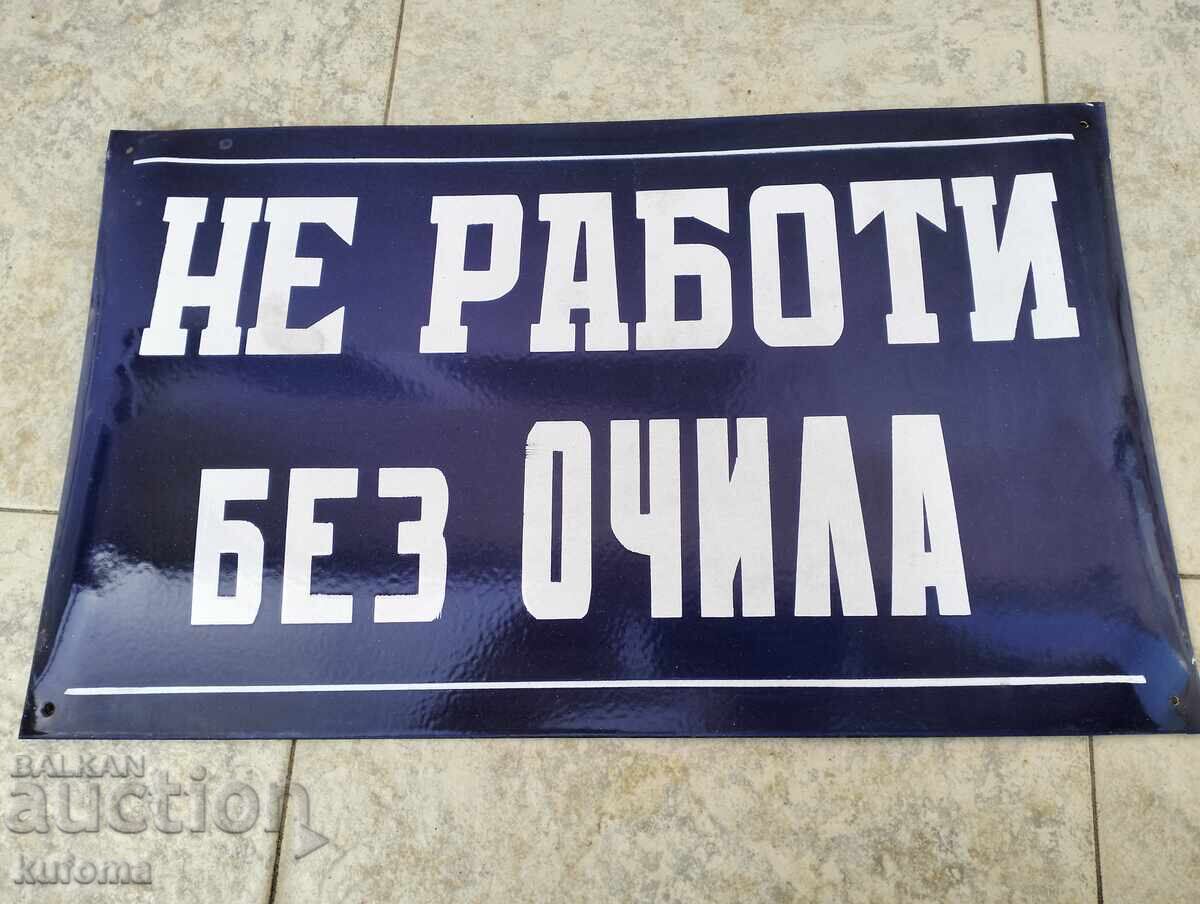 НЕ РАБОТИ
БЕЗ ОЧИЛА
BALKAN
auction
kufoma